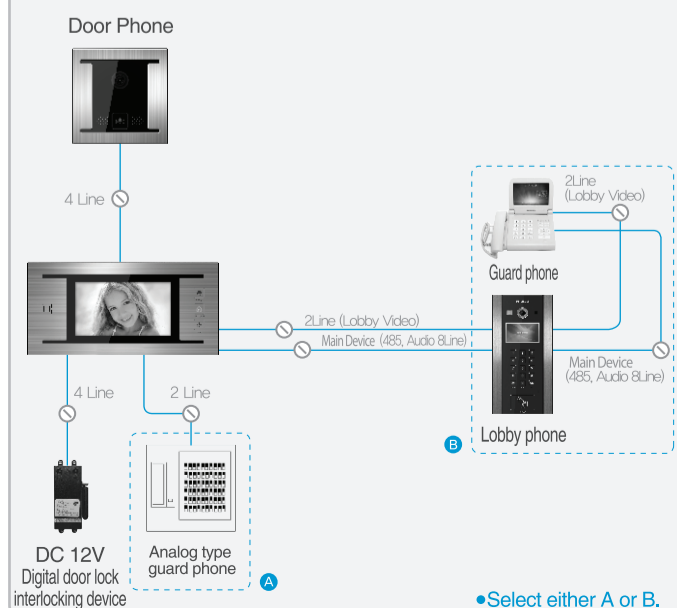 Door Phone
4 Line
2Line
(Lobby Video)
Guard phone
2Line (Lobby Video)
Main Device (485, Audio 8Line)
Main Device
(485, Audio 8Line)
4 Line
2 Line
Lobby phone
B
DC 12V
Digital door lock
interlocking device
Analog type
guard phone
A
•Select either A or B.